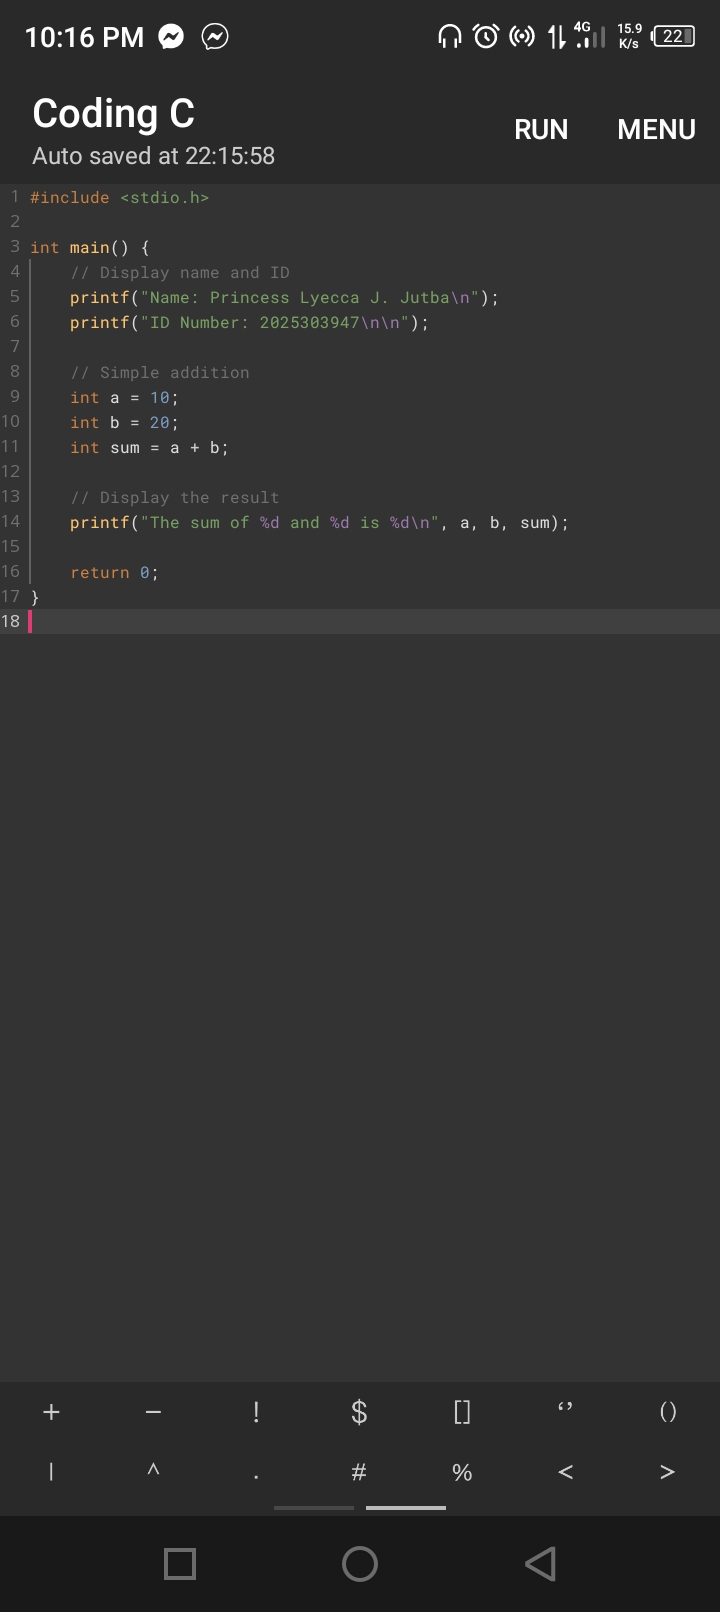 10:16 PM 4G 15.9 K/s 22
Coding C
Auto saved at 22:15:58
RUN MENU
1 #include <stdio.h>
2
3 int main() {
4     // Display name and ID
5     printf("Name: Princess Lyecca J. Jutba\n");
6     printf("ID Number: 2025303947\n\n");
7
8     // Simple addition
9     int a = 10;
10     int b = 20;
11     int sum = a + b;
12
13     // Display the result
14     printf("The sum of %d and %d is %d\n", a, b, sum);
15
16     return 0;
17 }
18
+ − ! $ [] ‘’ ()
| ^ . # % < >